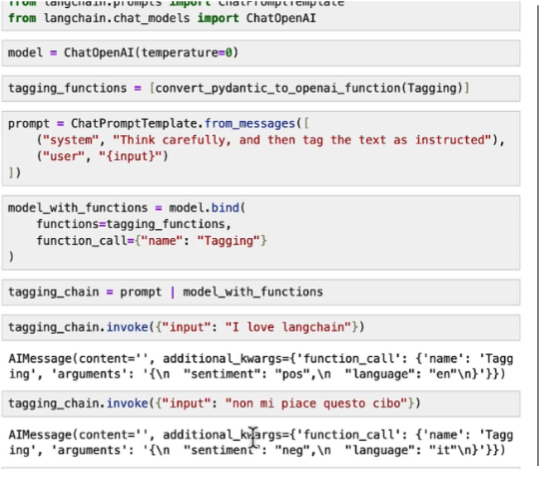 from langchain.prompts import ChatPromptTemplate
from langchain.chat_models import ChatOpenAI
model = ChatOpenAI(temperature=0)
tagging_functions = [convert_pydantic_to_openai_function(Tagging)]
prompt = ChatPromptTemplate.from_messages([
    ("system", "Think carefully, and then tag the text as instructed"),
    ("user", "{input}")
])
model_with_functions = model.bind(
    functions=tagging_functions,
    function_call={"name": "Tagging"}
)
tagging_chain = prompt | model_with_functions
tagging_chain.invoke({"input": "I love langchain"})
AIMessage(content='', additional_kwargs={'function_call': {'name': 'Tagg
ing', 'arguments': '{\n  "sentiment": "pos",\n  "language": "en"\n}'}})
tagging_chain.invoke({"input": "non mi piace questo cibo"})
AIMessage(content='', additional_kwargs={'function_call': {'name': 'Tagg
ing', 'arguments': '{\n  "sentiment": "neg",\n  "language": "it"\n}'}})